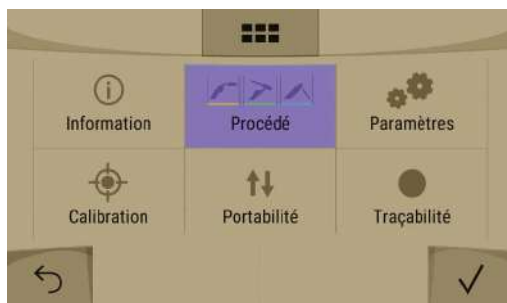 Information
Procédé
Paramètres
Calibration
Portabilité
Traçabilité